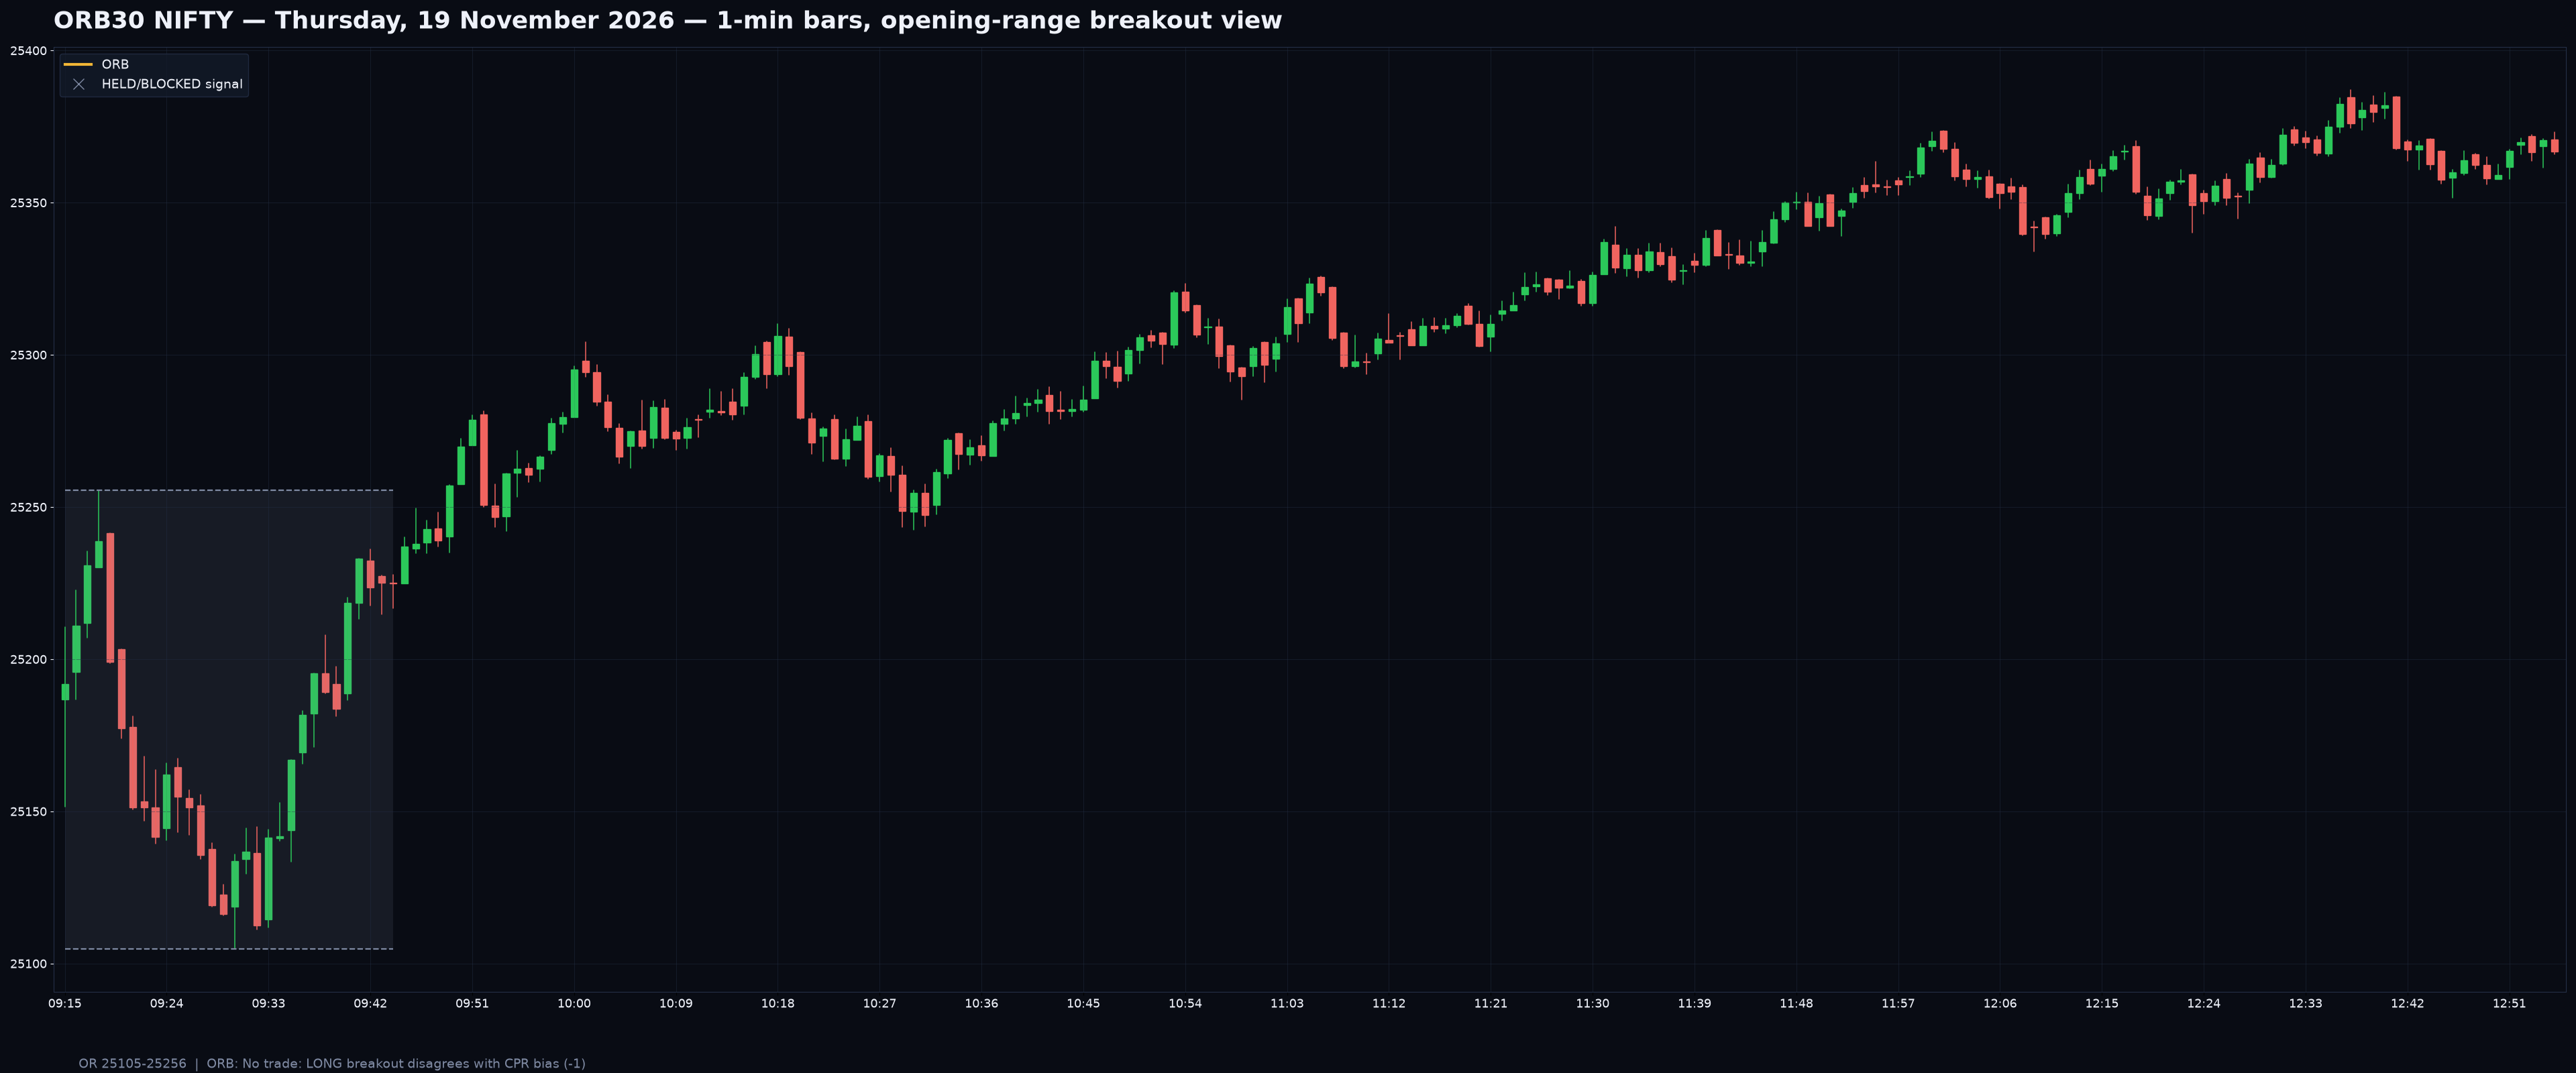 ORB30 NIFTY — Thursday, 19 November 2026 — 1-min bars, opening-range breakout view
ORB
HELD/BLOCKED signal
25400
25350
25300
25250
25200
25150
25100
09:15 09:24 09:33 09:42 09:51 10:00 10:09 10:18 10:27 10:36 10:45 10:54 11:03 11:12 11:21 11:30 11:39 11:48 11:57 12:06 12:15 12:24 12:33 12:42 12:51
OR 25105-25256 | ORB: No trade: LONG breakout disagrees with CPR bias (-1)